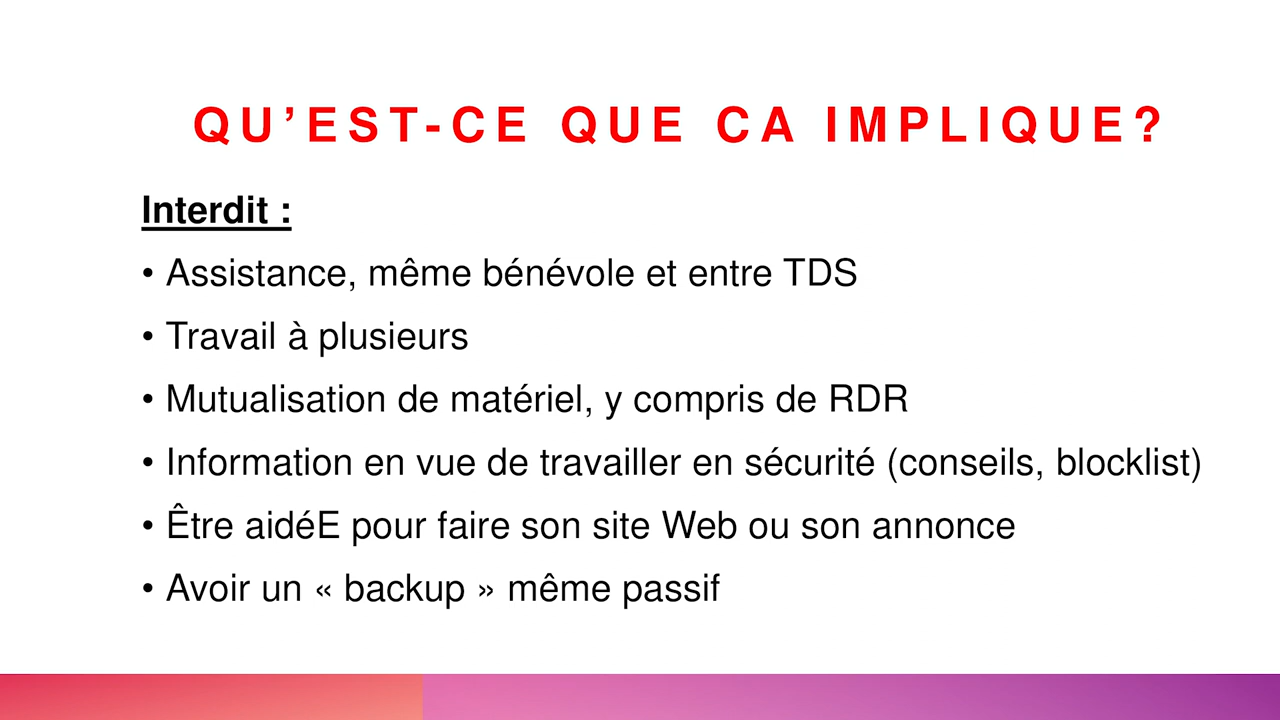 QU’EST-CE QUE CA IMPLIQUE?
Interdit :
• Assistance, même bénévole et entre TDS
• Travail à plusieurs
• Mutualisation de matériel, y compris de RDR
• Information en vue de travailler en sécurité (conseils, blocklist)
• Être aidéE pour faire son site Web ou son annonce
• Avoir un « backup » même passif